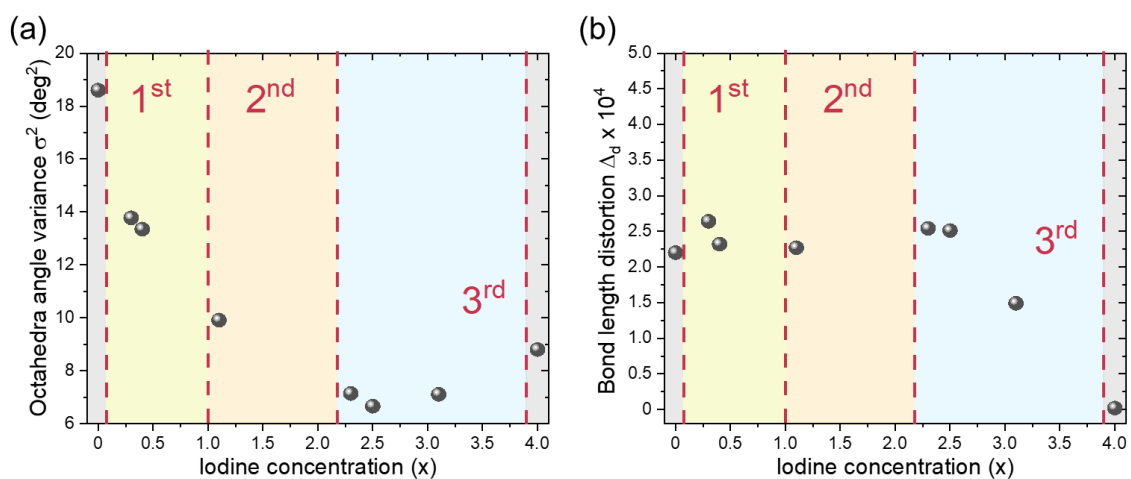 (a)
Octahedra angle variance σ² (deg²)
20
18
16
14
12
10
8
6
1st
2nd
3rd
0 0.5 1.0 1.5 2.0 2.5 3.0 3.5 4.0
Iodine concentration (x)
(b)
Bond length distortion Δd x 10⁴
5.0
4.5
4.0
3.5
3.0
2.5
2.0
1.5
1.0
0.5
0
1st
2nd
3rd
0 0.5 1.0 1.5 2.0 2.5 3.0 3.5 4.0
Iodine concentration (x)